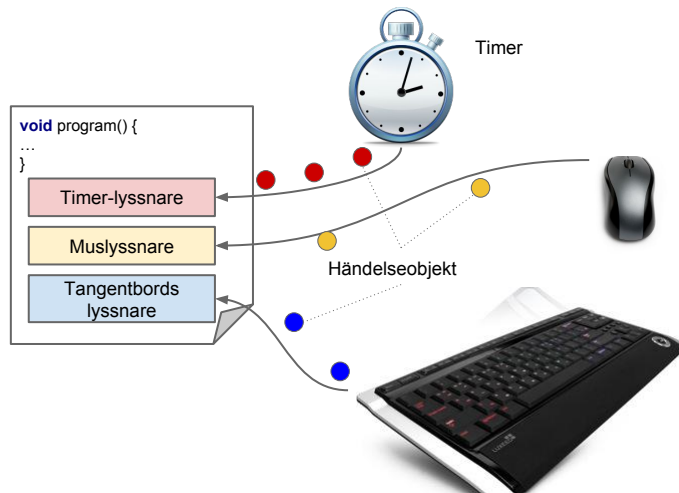 Timer
void program() {
…
}
Timer-lyssnare
Muslyssnare
Tangentbords
lyssnare
Händelseobjekt